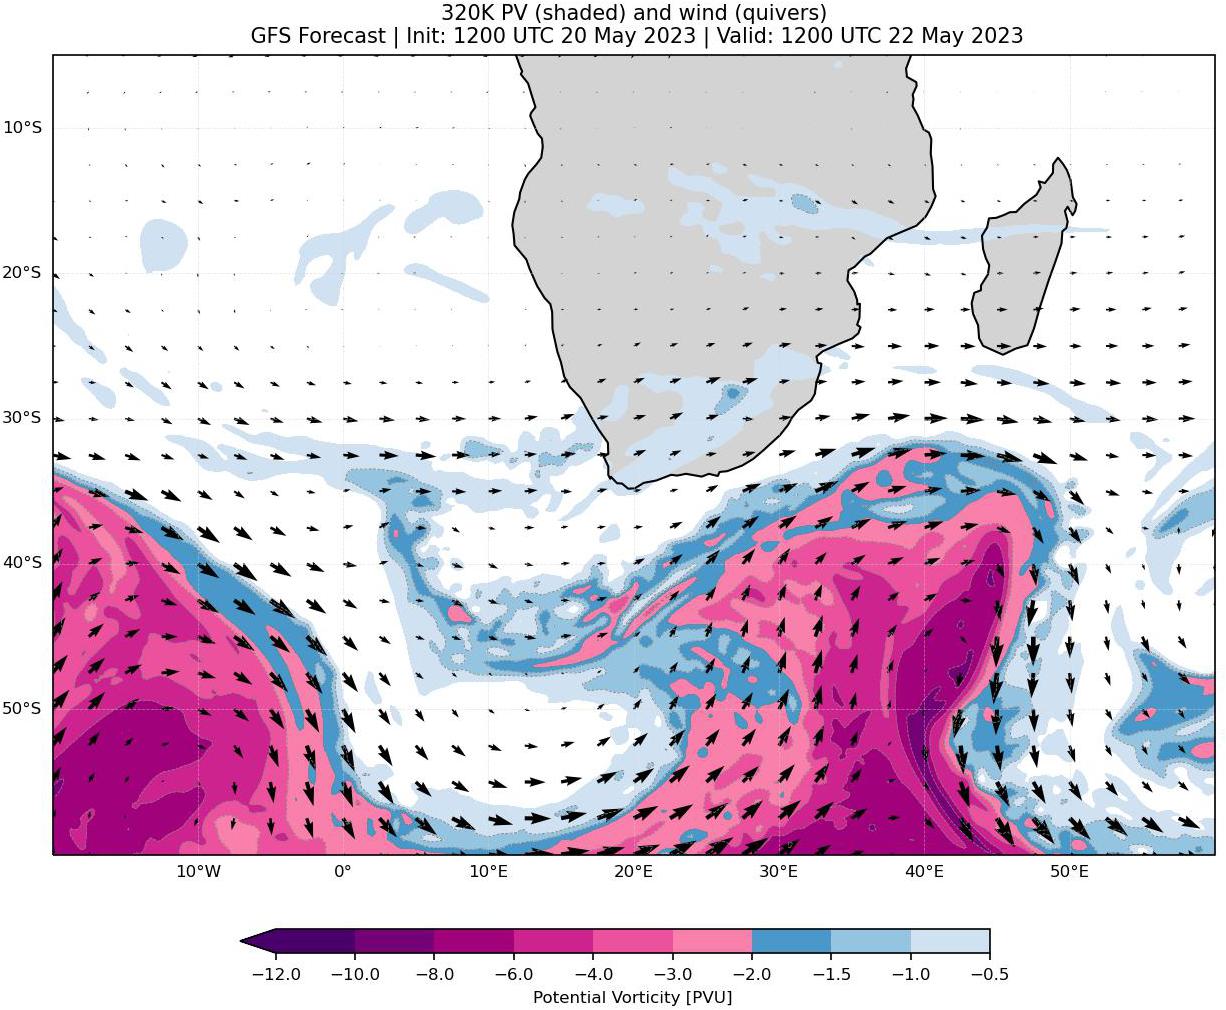 320K PV (shaded) and wind (quivers)
GFS Forecast | Init: 1200 UTC 20 May 2023 | Valid: 1200 UTC 22 May 2023
10°S
20°S
30°S
40°S
50°S
10°W 0° 10°E 20°E 30°E 40°E 50°E
−12.0 −10.0 −8.0 −6.0 −4.0 −3.0 −2.0 −1.5 −1.0 −0.5
Potential Vorticity [PVU]